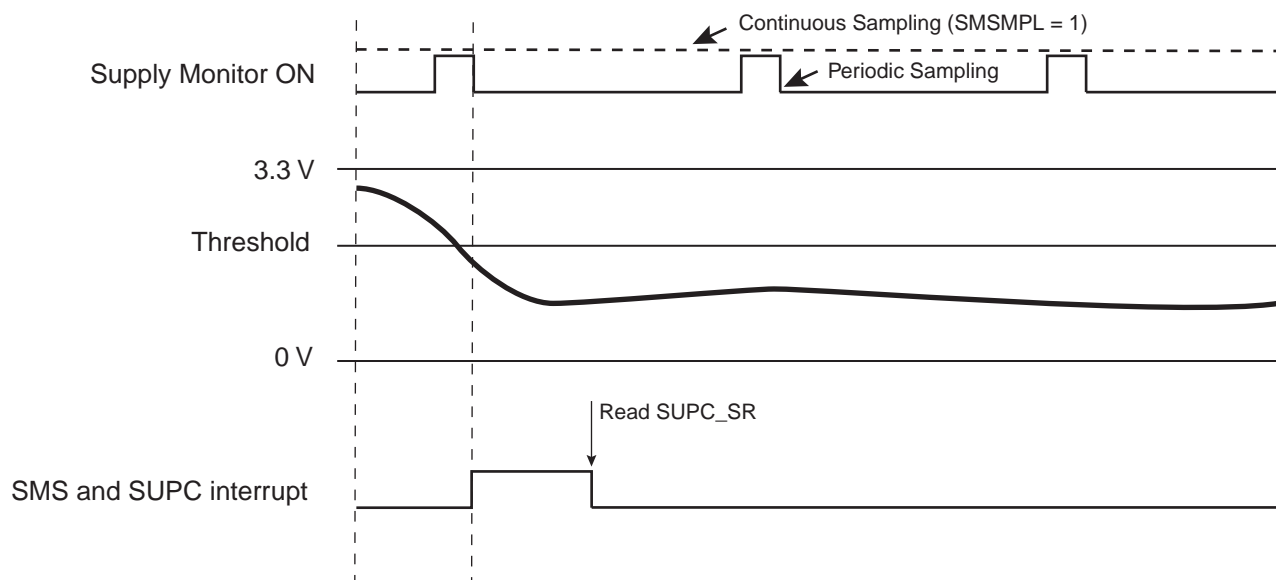 Continuous Sampling (SMSMPL = 1)
Supply Monitor ON
Periodic Sampling
3.3 V
Threshold
0 V
Read SUPC_SR
SMS and SUPC interrupt